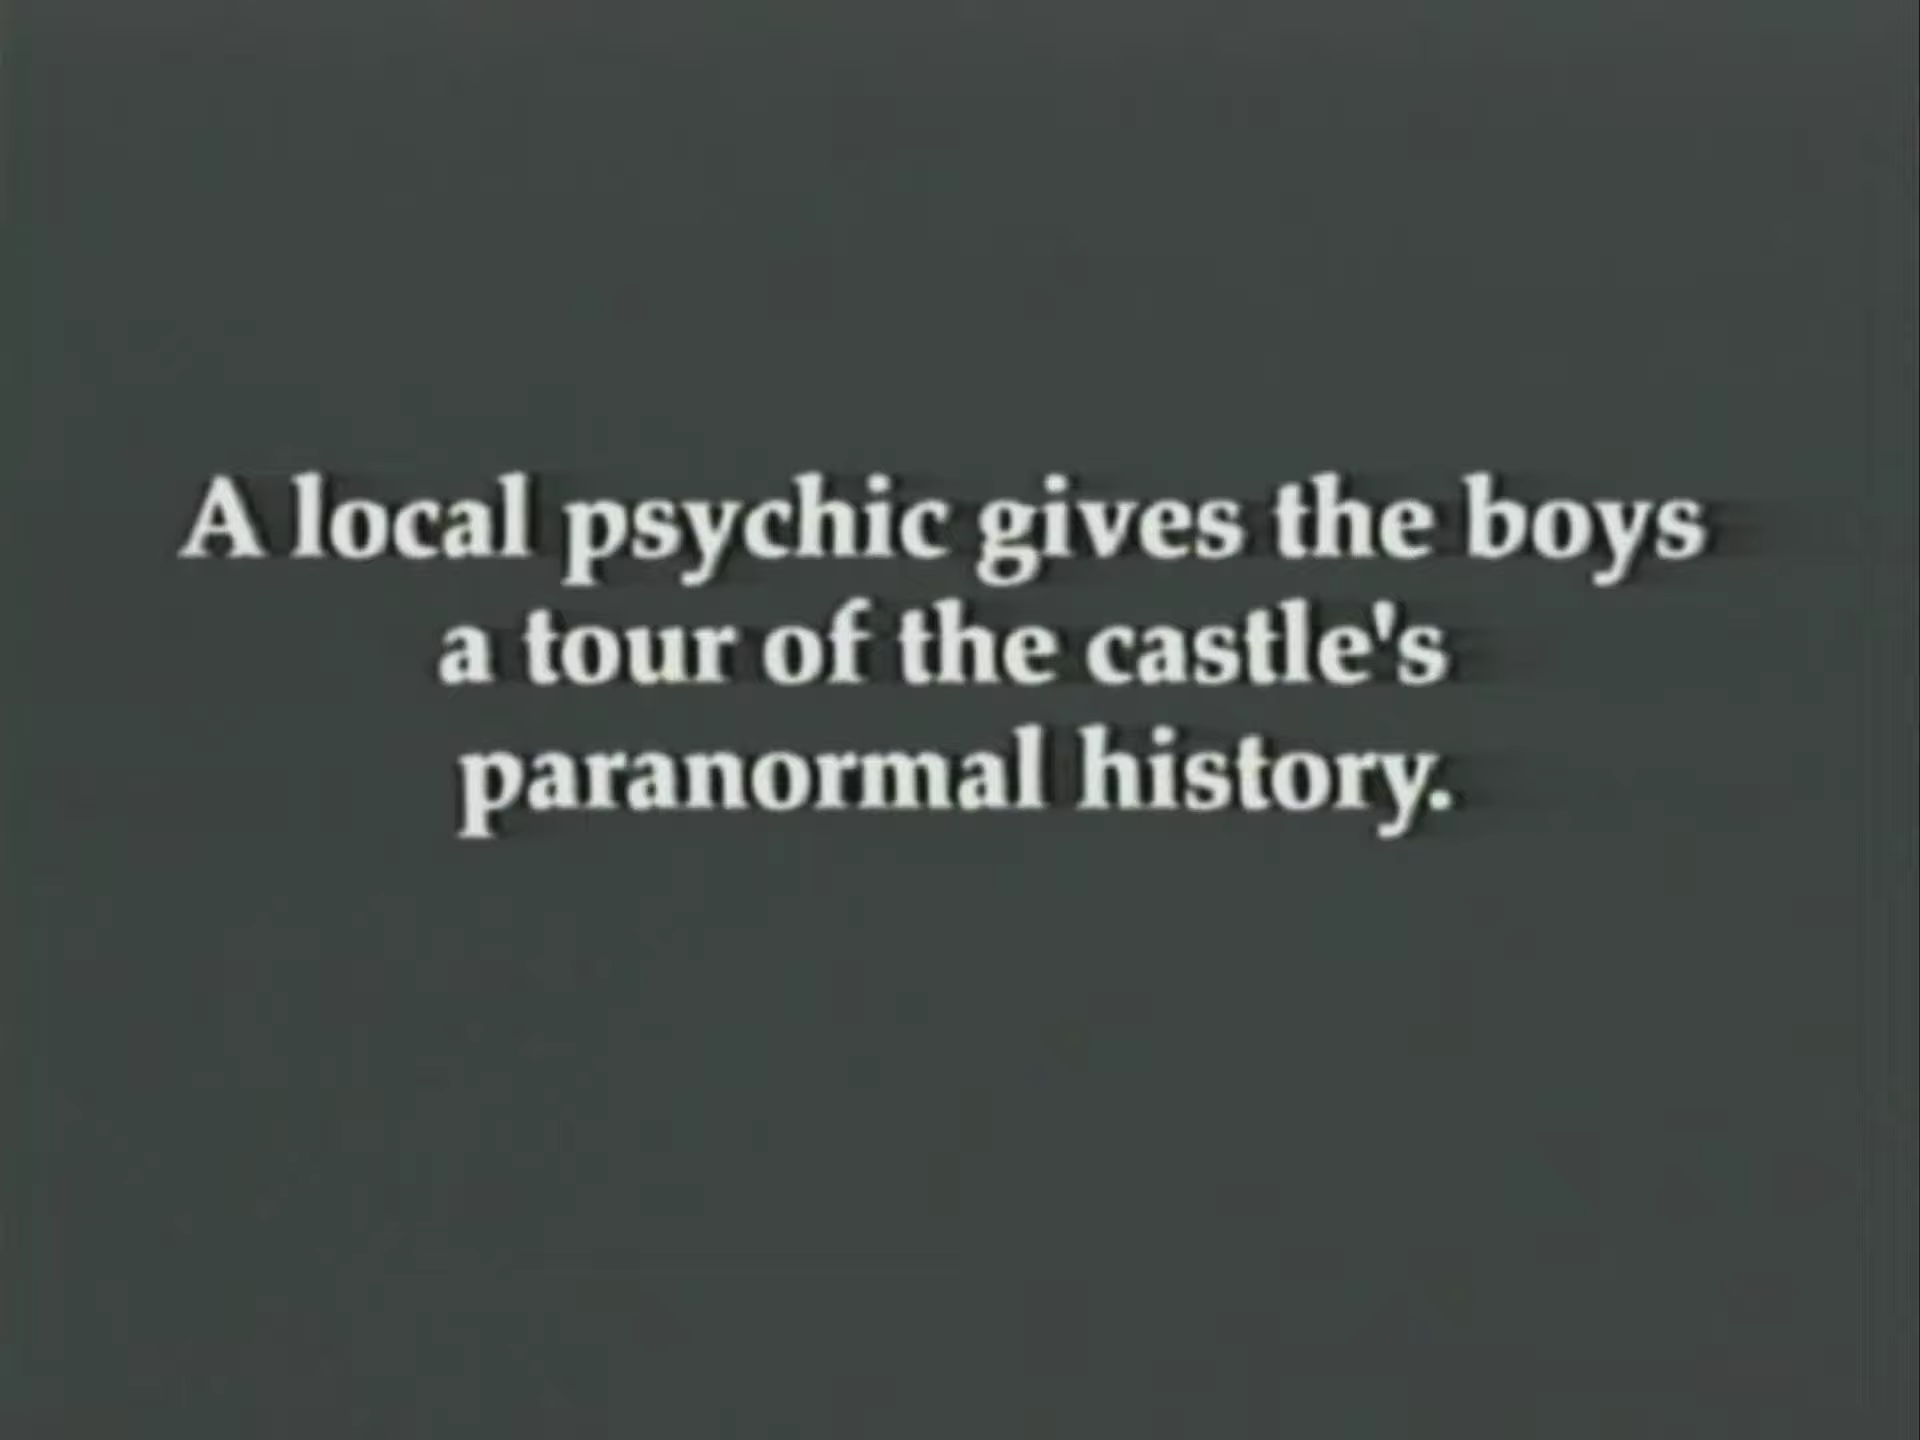 A local psychic gives the boys
a tour of the castle's
paranormal history.